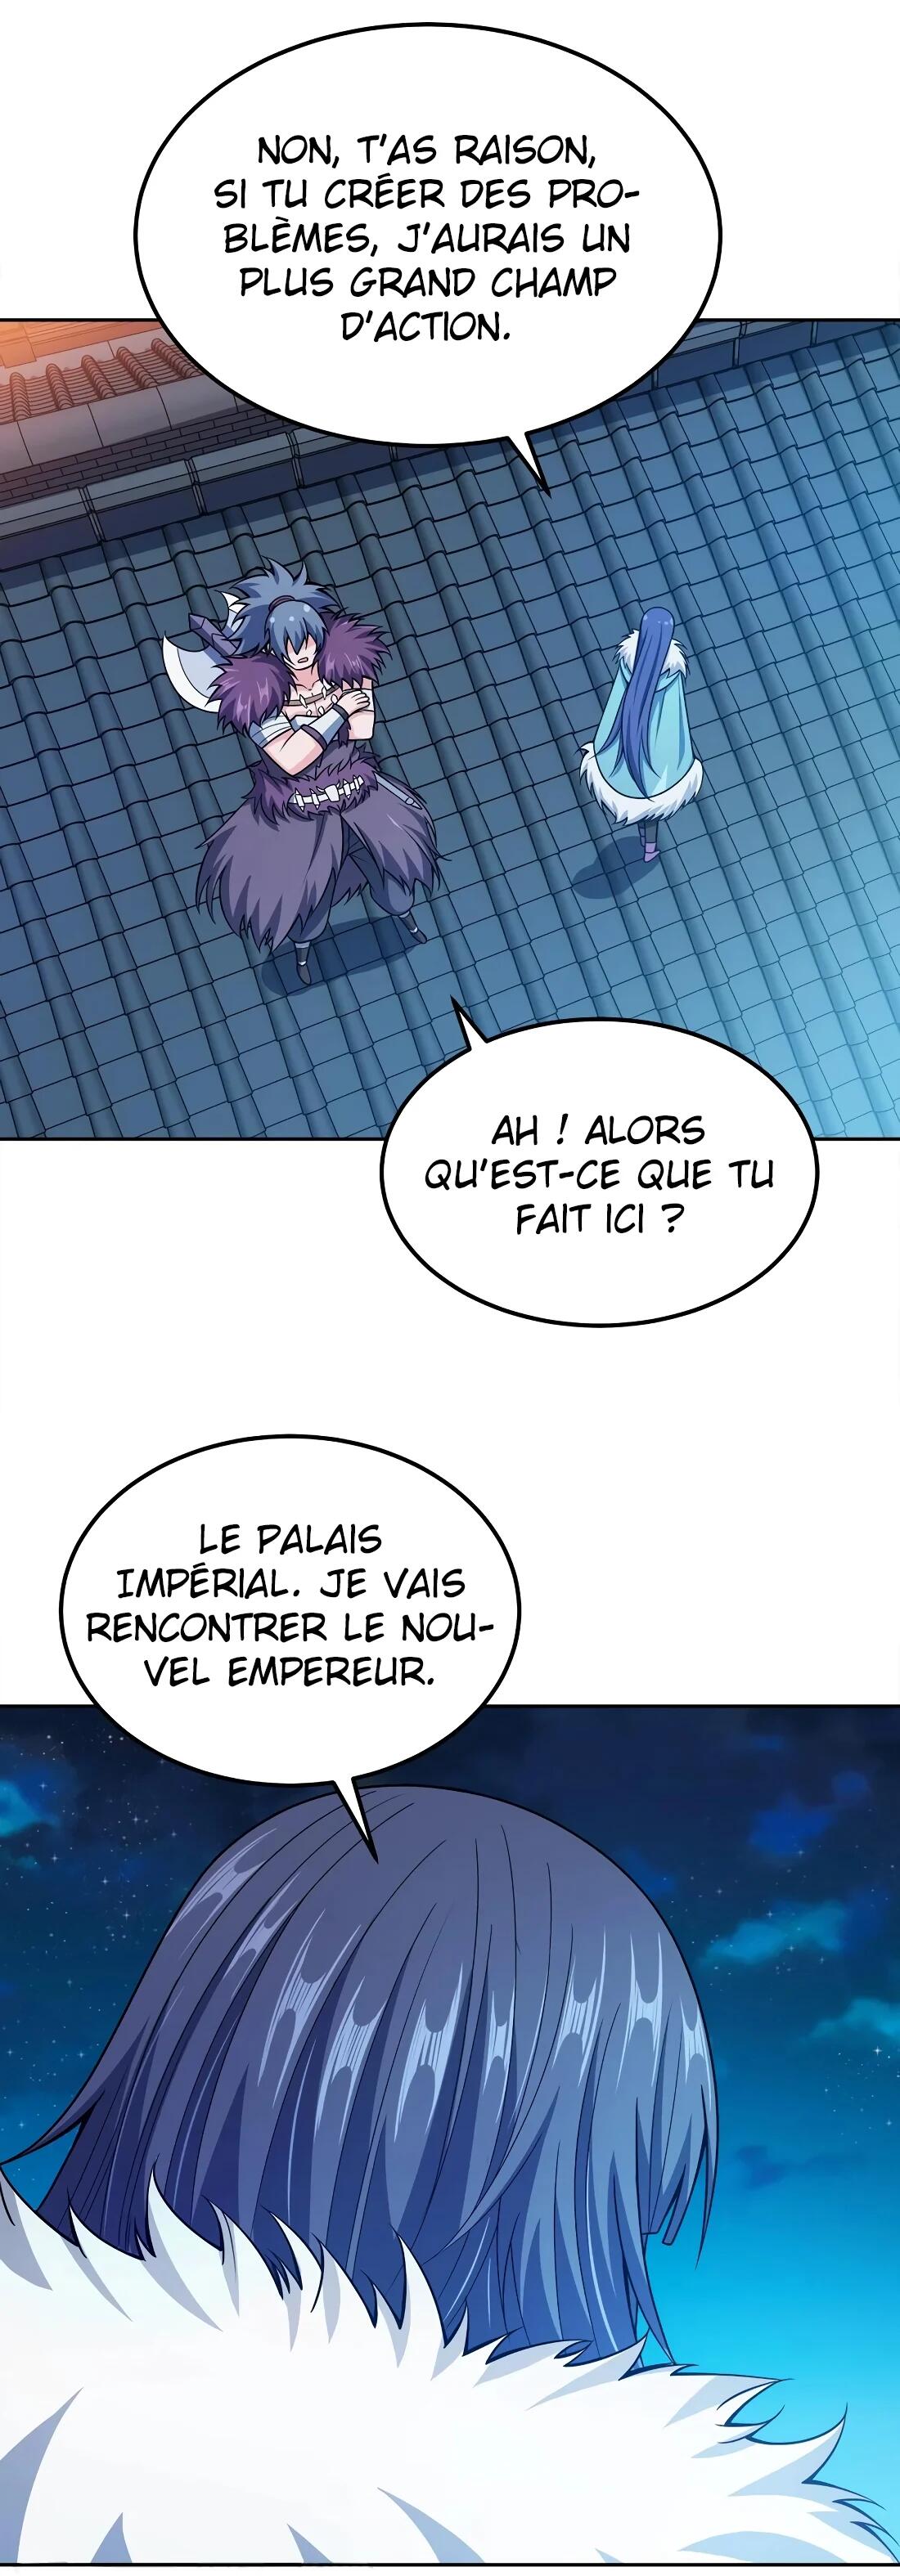 NON, T'AS RAISON,
SI TU CRÉER DES PRO-
BLÈMES, J'AURAIS UN
PLUS GRAND CHAMP
D'ACTION.
AH ! ALORS
QU'EST-CE QUE TU
FAIT ICI ?
LE PALAIS
IMPÉRIAL. JE VAIS
RENCONTRER LE NOU-
VEL EMPEREUR.